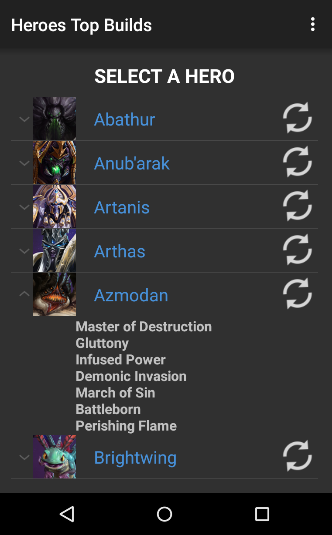 Heroes Top Builds
SELECT A HERO
Abathur
Anub'arak
Artanis
Arthas
Azmodan
Master of Destruction
Gluttony
Infused Power
Demonic Invasion
March of Sin
Battleborn
Perishing Flame
Brightwing